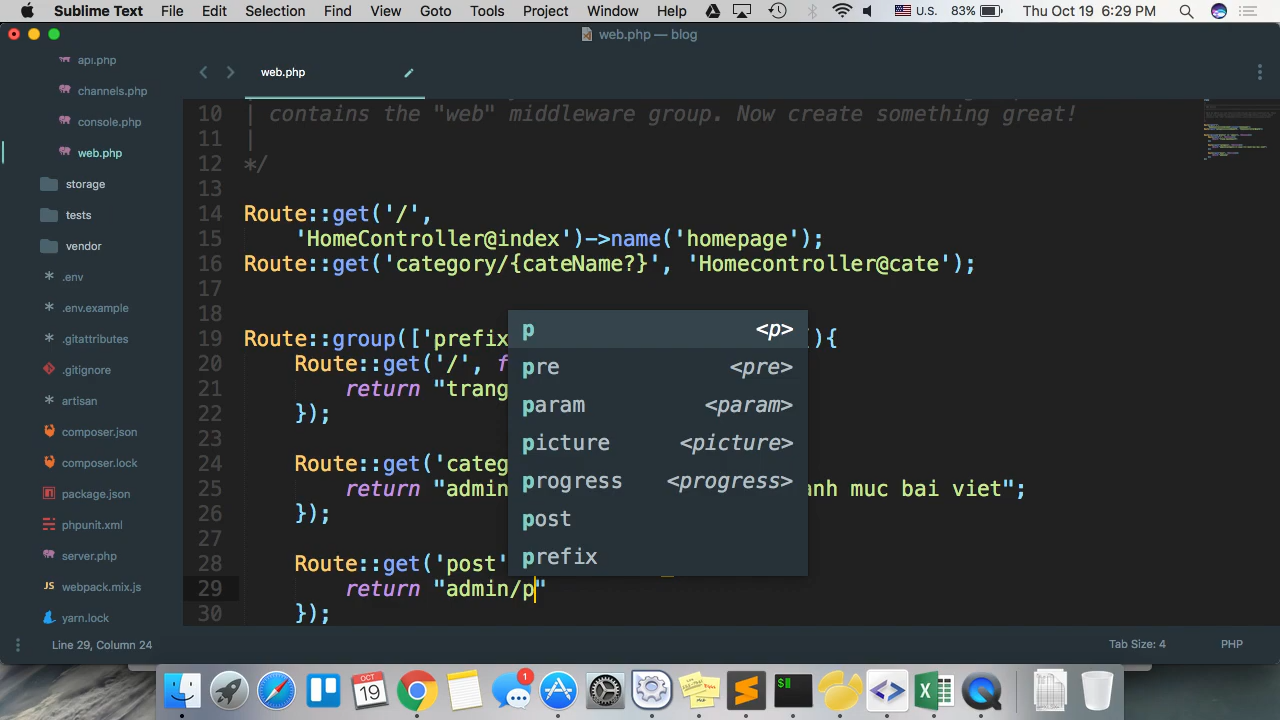 Sublime Text File Edit Selection Find View Goto Tools Project Window Help U.S. 83% Thu Oct 19 6:29 PM
web.php — blog
api.php
channels.php
console.php
web.php
storage
tests
vendor
.env
.env.example
.gitattributes
.gitignore
artisan
composer.json
composer.lock
package.json
phpunit.xml
server.php
JS webpack.mix.js
yarn.lock
web.php
10 | contains the "web" middleware group. Now create something great!
11 |
12 */
13
14 Route::get('/',
15 'HomeController@index')->name('homepage');
16 Route::get('category/{cateName?}', 'Homecontroller@cate');
17
18
19 Route::group(['prefix (){
20 Route::get('/', f
21 return "trang
22 });
23
24 Route::get('categ
25 return "admin anh muc bai viet";
26 });
27
28 Route::get('post'
29 return "admin/p"
30 });
p <p>
pre <pre>
param <param>
picture <picture>
progress <progress>
post
prefix
Line 29, Column 24 Tab Size: 4 PHP
OCT
19
1